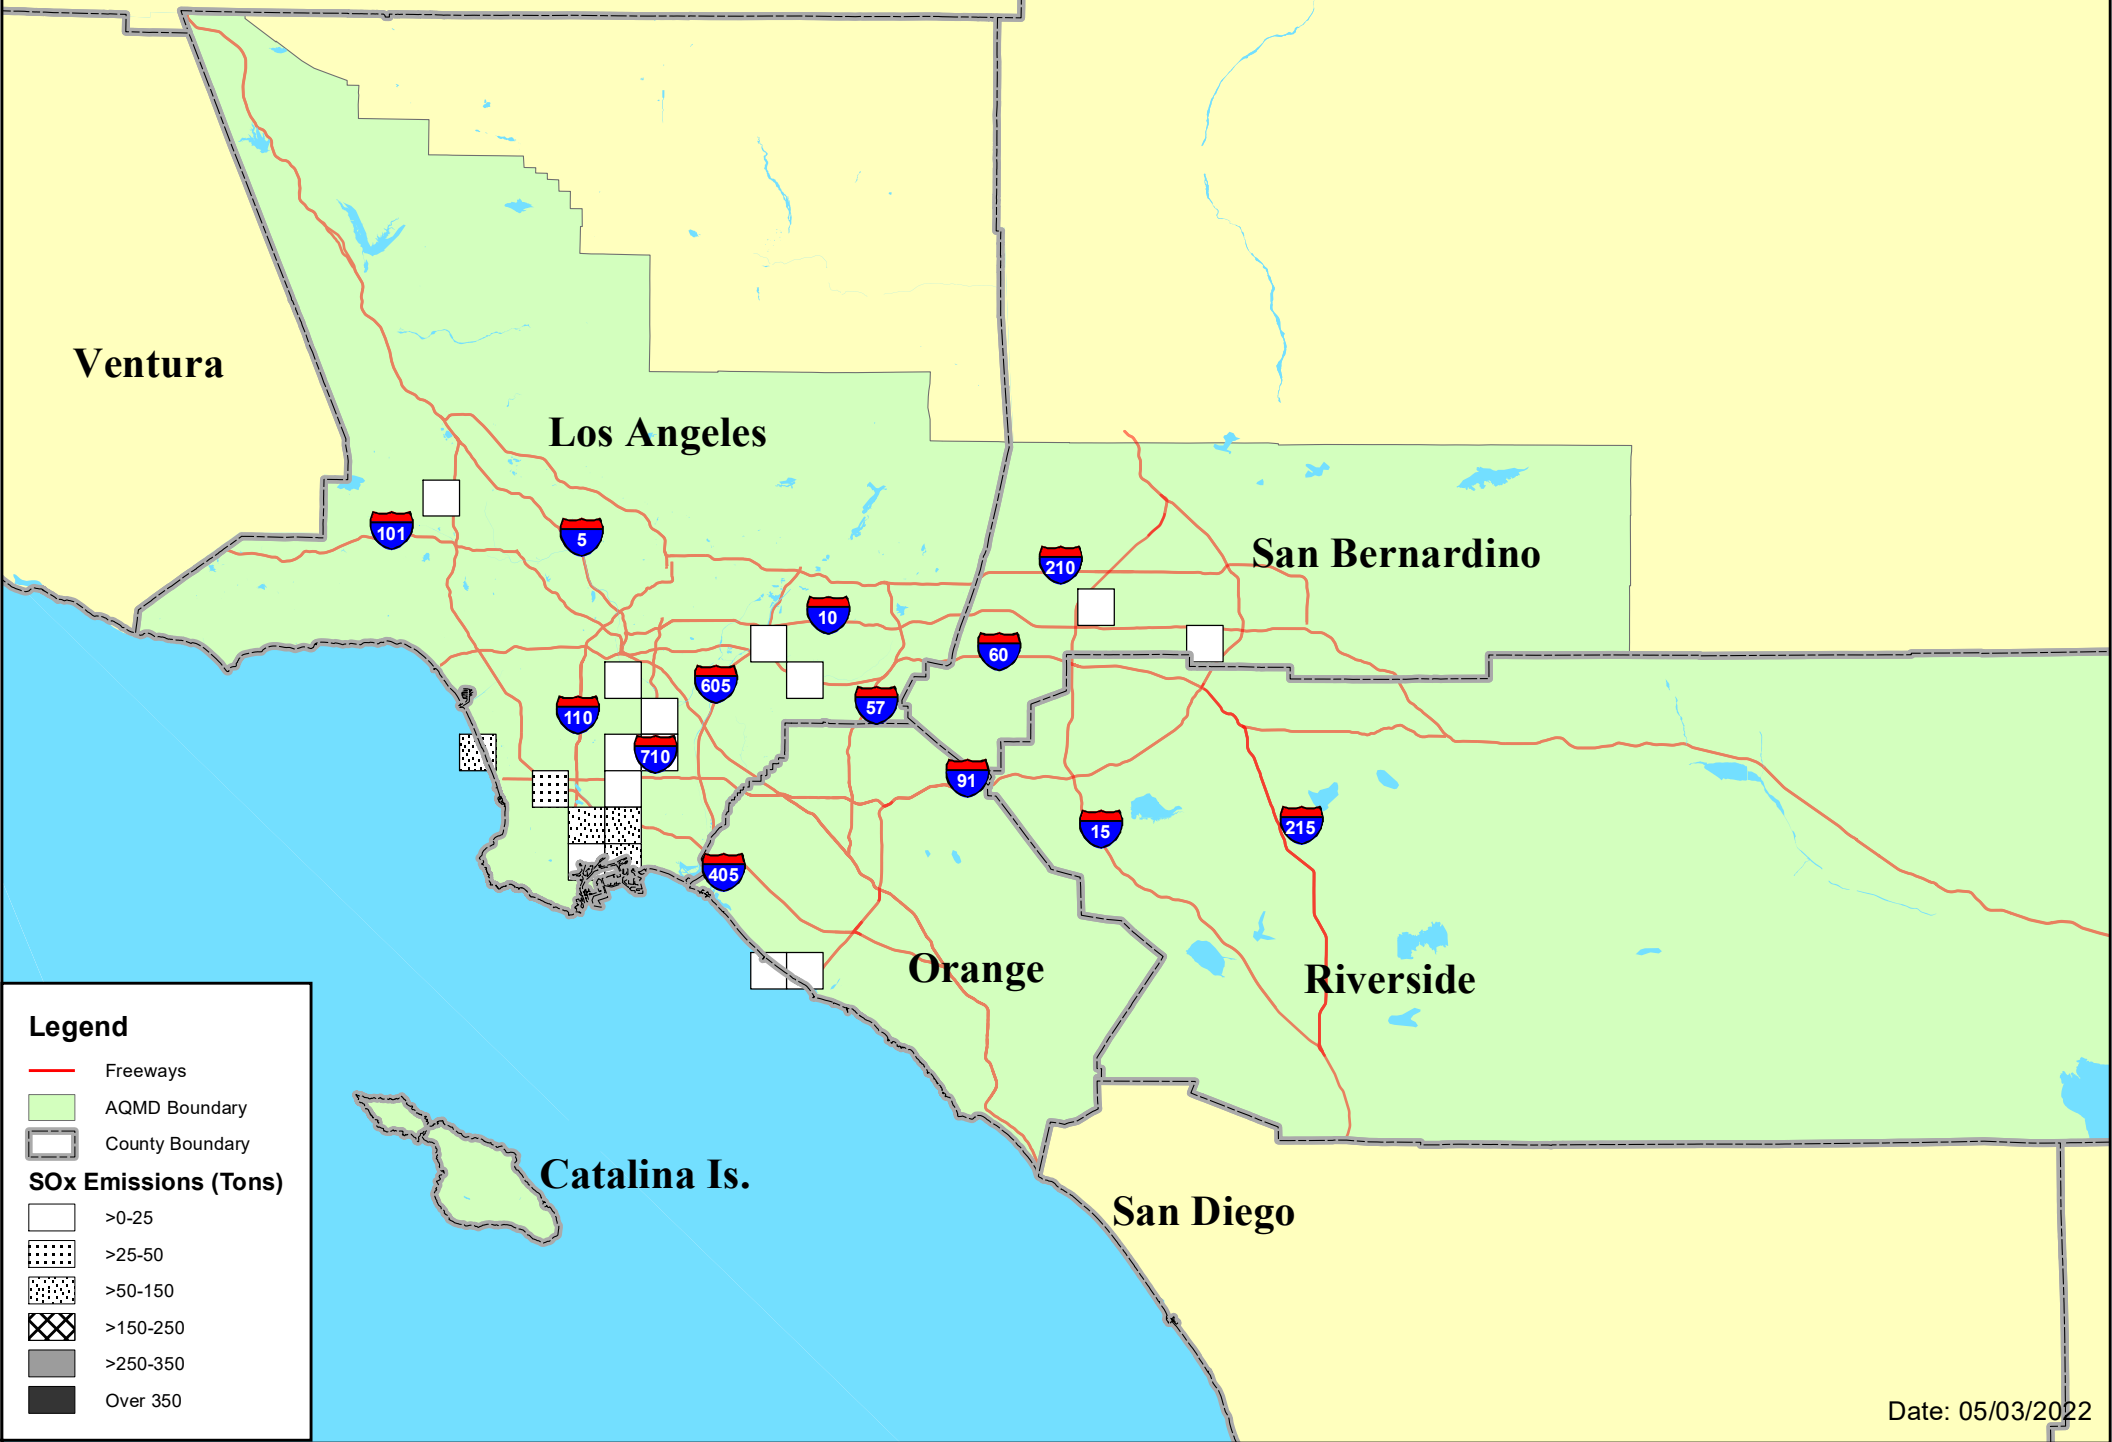 Ventura
Los Angeles
101
5
210
San Bernardino
10
60
605
57
110
710
91
15
215
405
Orange
Riverside
Legend
Freeways
AQMD Boundary
County Boundary
SOx Emissions (Tons)
>0-25
>25-50
>50-150
>150-250
>250-350
Over 350
Catalina Is.
San Diego
Date: 05/03/2022